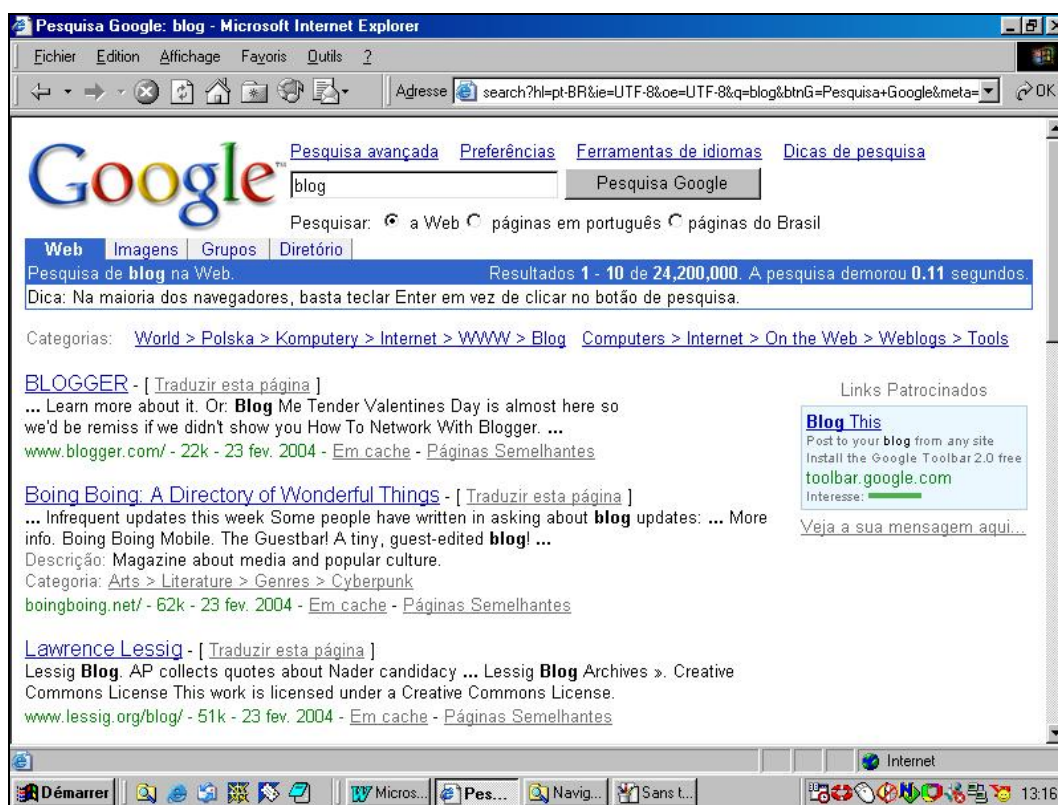 Pesquisa Google: blog - Microsoft Internet Explorer
Fichier Edition Affichage Favoris Outils ?
Adresse search?hl=pt-BR&ie=UTF-8&oe=UTF-8&q=blog&btnG=Pesquisa+Google&meta= OK
Google™
Pesquisa avançada Preferências Ferramentas de idiomas Dicas de pesquisa
blog Pesquisa Google
Pesquisar: a Web páginas em português páginas do Brasil
Web Imagens Grupos Diretório
Pesquisa de blog na Web. Resultados 1 - 10 de 24,200,000. A pesquisa demorou 0.11 segundos.
Dica: Na maioria dos navegadores, basta teclar Enter em vez de clicar no botão de pesquisa.
Categorias: World > Polska > Komputery > Internet > WWW > Blog Computers > Internet > On the Web > Weblogs > Tools
BLOGGER - [ Traduzir esta página ]
... Learn more about it. Or: Blog Me Tender Valentines Day is almost here so
we'd be remiss if we didn't show you How To Network With Blogger. ...
www.blogger.com/ - 22k - 23 fev. 2004 - Em cache - Páginas Semelhantes
Boing Boing: A Directory of Wonderful Things - [ Traduzir esta página ]
... Infrequent updates this week Some people have written in asking about blog updates: ... More
info. Boing Boing Mobile. The Guestbar! A tiny, guest-edited blog! ...
Descrição: Magazine about media and popular culture.
Categoria: Arts > Literature > Genres > Cyberpunk
boingboing.net/ - 62k - 23 fev. 2004 - Em cache - Páginas Semelhantes
Lawrence Lessig - [ Traduzir esta página ]
Lessig Blog. AP collects quotes about Nader candidacy ... Lessig Blog Archives ». Creative
Commons License This work is licensed under a Creative Commons License.
www.lessig.org/blog/ - 51k - 23 fev. 2004 - Em cache - Páginas Semelhantes
Links Patrocinados
Blog This
Post to your blog from any site
Install the Google Toolbar 2.0 free
toolbar.google.com
Interesse:
Veja a sua mensagem aqui...
Internet
Démarrer Micros... Pes... Navig... Sans t... 13:16